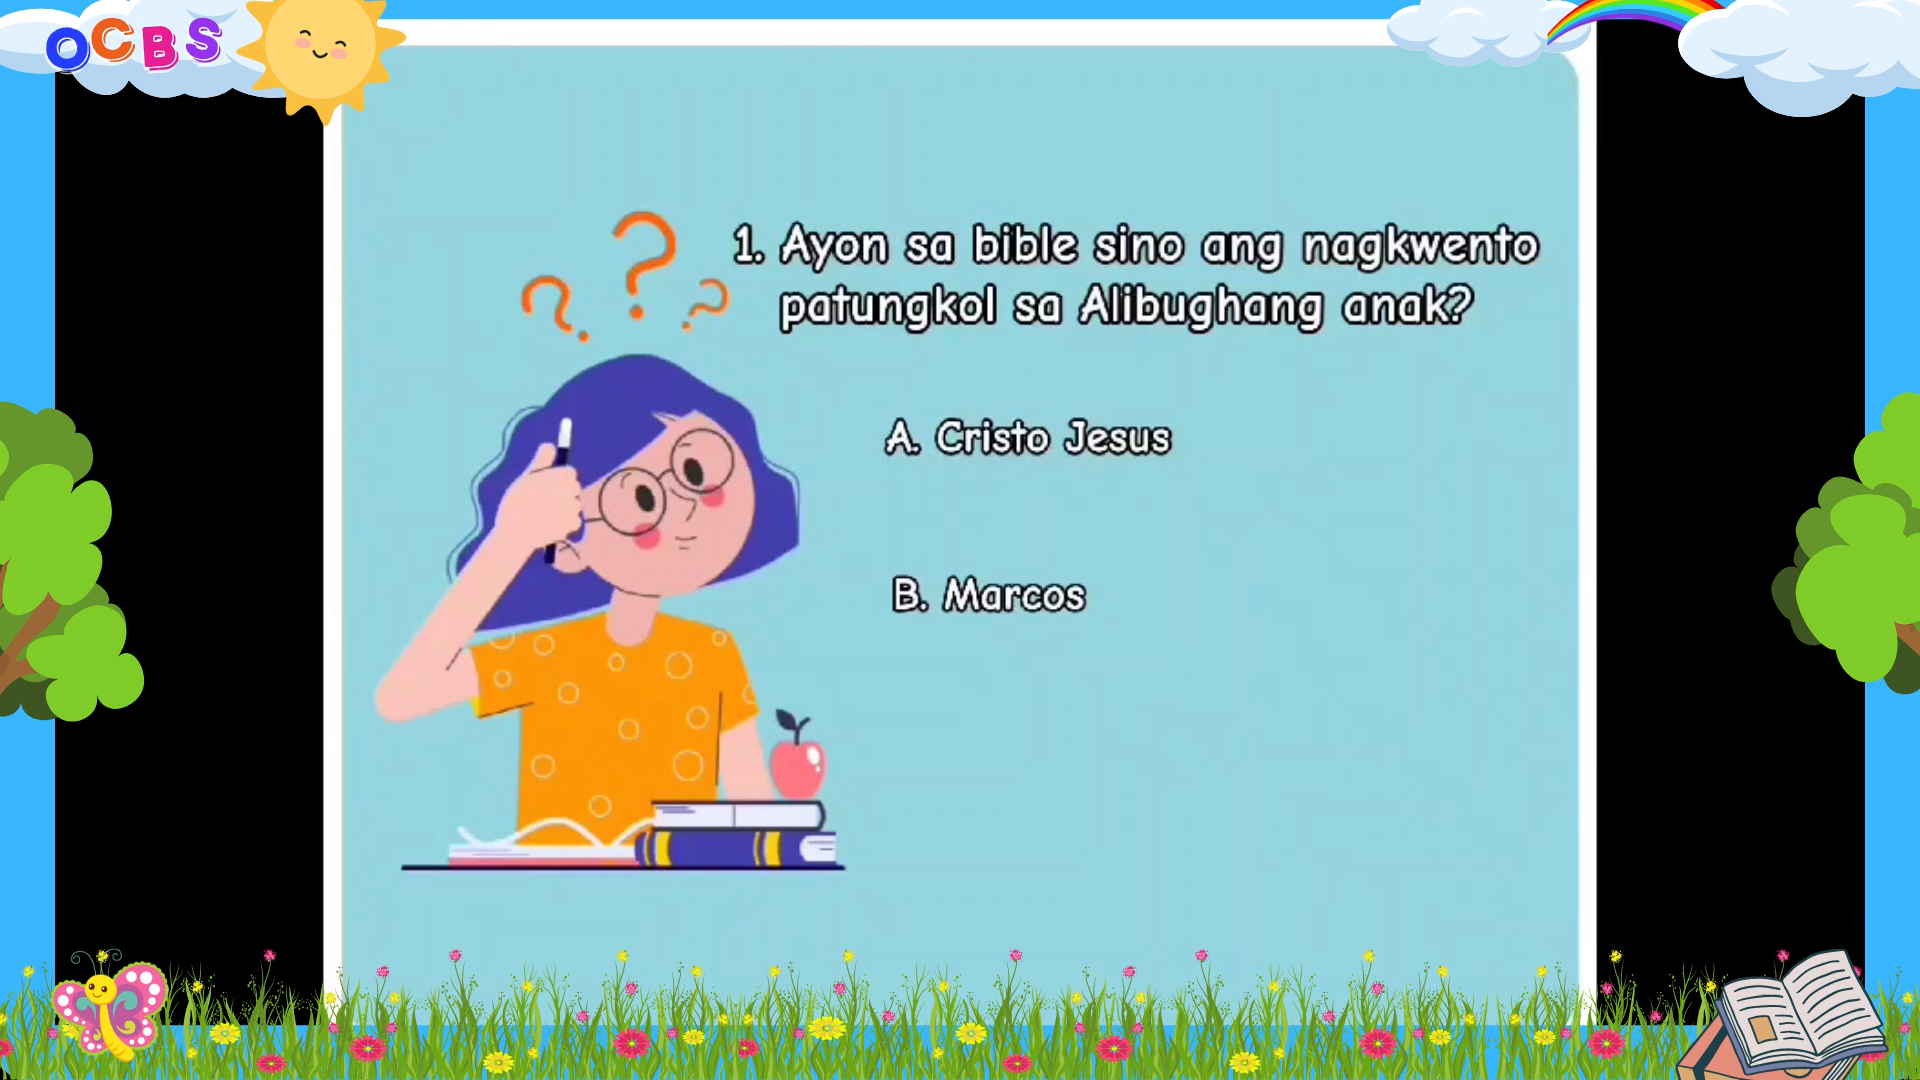 OCBS
1. Ayon sa bible sino ang nagkwento
patungkol sa Alibughang anak?
A. Cristo Jesus
B. Marcos